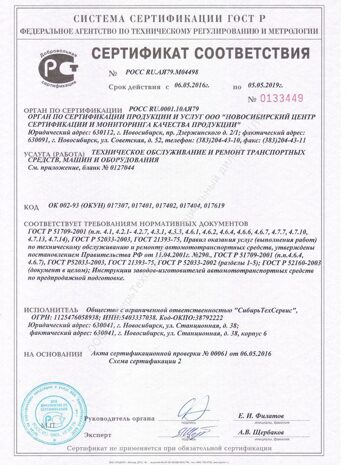 СИСТЕМА СЕРТИФИКАЦИИ ГОСТ Р
ФЕДЕРАЛЬНОЕ АГЕНТСТВО ПО ТЕХНИЧЕСКОМУ РЕГУЛИРОВАНИЮ И МЕТРОЛОГИИ
Добровольная
сертификация
СЕРТИФИКАТ СООТВЕТСТВИЯ
№ РОСС RU.АЯ79.М04498
Срок действия с 06.05.2016г. по 05.05.2019г.
№ 0133449
ОРГАН ПО СЕРТИФИКАЦИИ РОСС RU.0001.10АЯ79
ОРГАН ПО СЕРТИФИКАЦИИ ПРОДУКЦИИ И УСЛУГ ООО "НОВОСИБИРСКИЙ ЦЕНТР
СЕРТИФИКАЦИИ И МОНИТОРИНГА КАЧЕСТВА ПРОДУКЦИИ"
Юридический адрес: 630112, г. Новосибирск, пр. Дзержинского, 2/1; фактический адрес:
630091, г. Новосибирск, ул. Советская, д. 52, телефон: (383)204-43-10, факс: (383)204-43-11
УСЛУГА (РАБОТА) ТЕХНИЧЕСКОЕ ОБСЛУЖИВАНИЕ И РЕМОНТ ТРАНСПОРТНЫХ
СРЕДСТВ, МАШИН И ОБОРУДОВАНИЯ
См. приложение, бланк № 0127044
КОД ОК 002-93 (ОКУН) 017307, 017401, 017402, 017404, 017619
СООТВЕТСТВУЕТ ТРЕБОВАНИЯМ НОРМАТИВНЫХ ДОКУМЕНТОВ
ГОСТ Р 51709-2001 (п.п. 4.1, 4.2.1- 4.2.7, 4.3.1, 4.3.3, 4.6.1, 4.6.2, 4.6.4, 4.6.6, 4.6.7, 4.7.7, 4.7.10,
4.7.13, 4.7.14), ГОСТ Р 52033-2003, ГОСТ 21393-75, Правил оказания услуг (выполнения работ)
по техническому обслуживанию и ремонту автомототранспортных средств, утверждены
постановлением Правительства РФ от 11.04.2001г. №290., ГОСТ Р 51709-2001 (п.п.4.6.4,
4.6.7), ГОСТ Р 52033-2003, ГОСТ 21393-75, ГОСТ Р 52033-2003 (разделы 1-5); ГОСТ Р 52160-2003
(документ в целом); Инструкции заводов-изготовителей автомототранспортных средств по
предпродажной подготовке.
ИСПОЛНИТЕЛЬ Общество с ограниченной ответственностью "СибирьТехСервис",
ОГРН: 1125476058938; ИНН:5403337038. Код-ОКПО:38792222
Юридический адрес: 630041, г. Новосибирск, ул. Станционная, д. 38;
фактический адрес: 630041, г. Новосибирск, ул. Станционная, д. 38, корпус 6
НА ОСНОВАНИИ Акта сертификационной проверки № 00061 от 06.05.2016
Схема сертификации 2
М.П.
Руководитель органа
Е. И. Филатов
Эксперт
А.В. Щербаков
Сертификат не применяется при обязательной сертификации